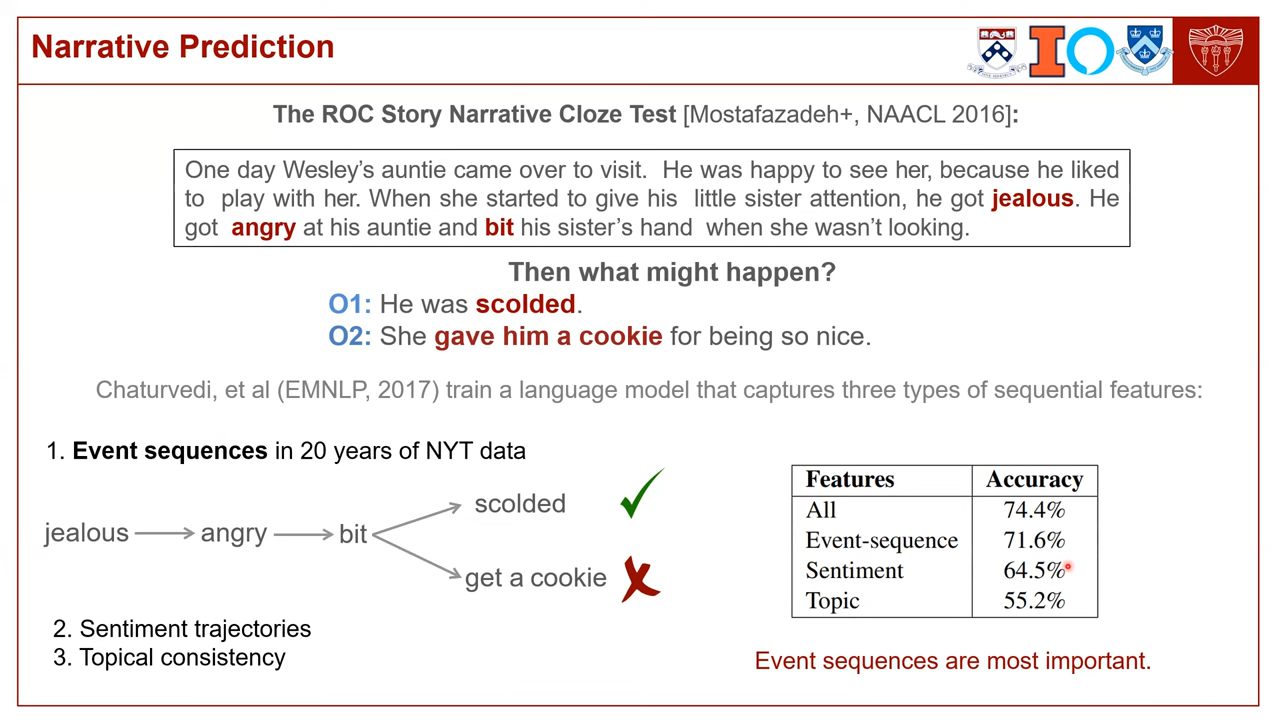 Narrative Prediction
The ROC Story Narrative Cloze Test [Mostafazadeh+, NAACL 2016]:
One day Wesley's auntie came over to visit. He was happy to see her, because he liked
to play with her. When she started to give his little sister attention, he got jealous. He
got angry at his auntie and bit his sister's hand when she wasn't looking.
Then what might happen?
O1: He was scolded.
O2: She gave him a cookie for being so nice.
Chaturvedi, et al (EMNLP, 2017) train a language model that captures three types of sequential features:
1. Event sequences in 20 years of NYT data
jealous angry bit
scolded
get a cookie
2. Sentiment trajectories
3. Topical consistency
Features Accuracy
All 74.4%
Event-sequence 71.6%
Sentiment 64.5%
Topic 55.2%
Event sequences are most important.